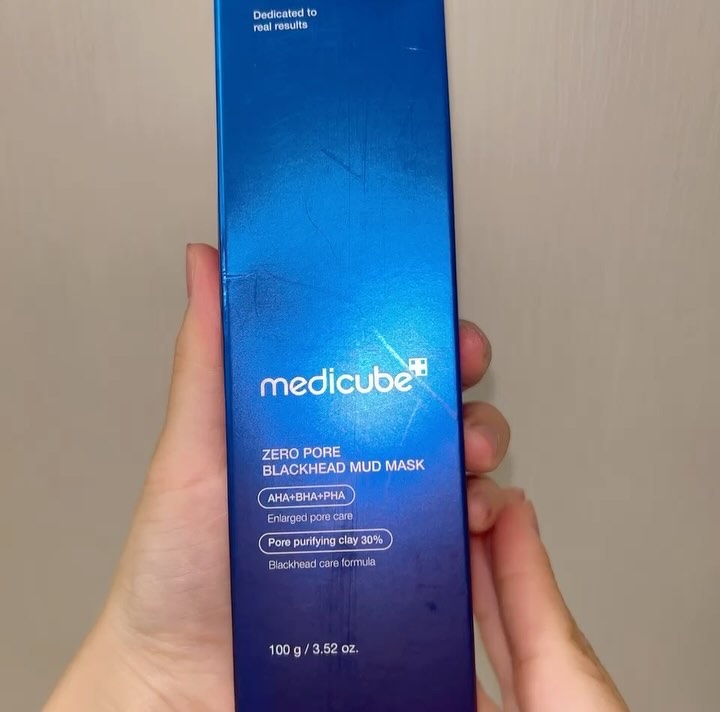 Dedicated to
real results
medicube
ZERO PORE
BLACKHEAD MUD MASK
AHA+BHA+PHA
Enlarged pore care
Pore purifying clay 30%
Blackhead care formula
100 g / 3.52 oz.